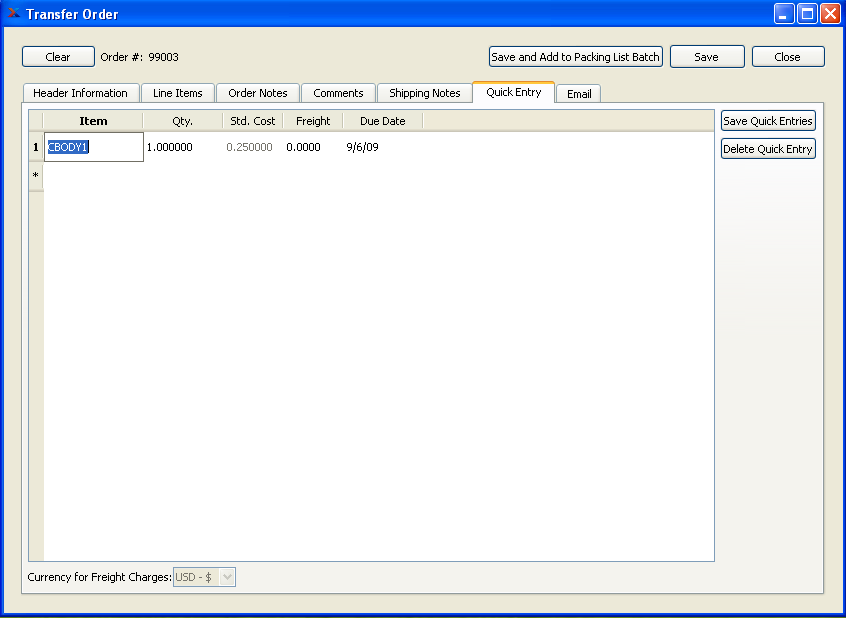 Transfer Order
Clear Order #: 99003 Save and Add to Packing List Batch Save Close
Header Information Line Items Order Notes Comments Shipping Notes Quick Entry Email
Item Qty. Std. Cost Freight Due Date Save Quick Entries
1 CBODY1 1.000000 0.250000 0.0000 9/6/09 Delete Quick Entry
*
Currency for Freight Charges: USD - $